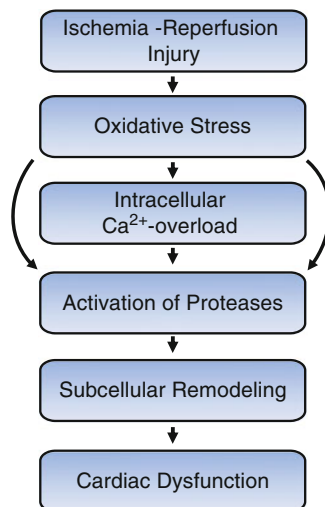 Ischemia -Reperfusion
Injury
Oxidative Stress
Intracellular
Ca²⁺-overload
Activation of Proteases
Subcellular Remodeling
Cardiac Dysfunction